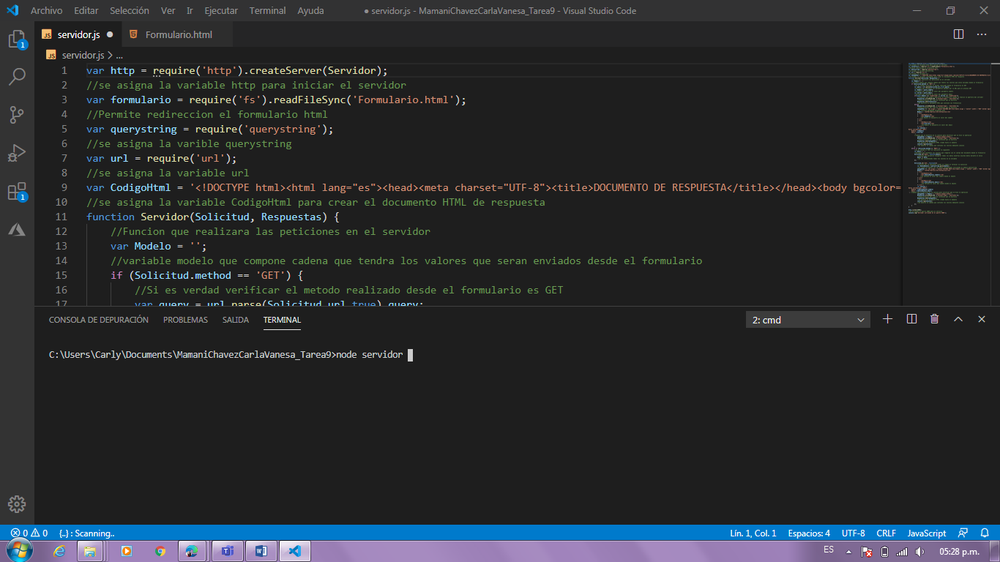 Archivo Editar Selección Ver Ir Ejecutar Terminal Ayuda ● servidor.js - MamaniChavezCarlaVanesa_Tarea9 - Visual Studio Code
JS servidor.js ● Formulario.html
JS servidor.js > ...
1 var http = require('http').createServer(Servidor);
2 //se asigna la variable http para iniciar el servidor
3 var formulario = require('fs').readFileSync('Formulario.html');
4 //Permite redireccion el formulario html
5 var querystring = require('querystring');
6 //se asigna la varible querystring
7 var url = require('url');
8 //se asigna la variable url
9 var CodigoHtml = '<!DOCTYPE html><html lang="es"><head><meta charset="UTF-8"><title>DOCUMENTO DE RESPUESTA</title></head><body bgcolor=
10 //se asigna la variable CodigoHtml para crear el documento HTML de respuesta
11 function Servidor(Solicitud, Respuestas) {
12 //Funcion que realizara las peticiones en el servidor
13 var Modelo = '';
14 //variable modelo que compone cadena que tendra los valores que seran enviados desde el formulario
15 if (Solicitud.method == 'GET') {
16 //Si es verdad verificar el metodo realizado desde el formulario es GET
17 var query = url.parse(Solicitud.url,true).query;
CONSOLA DE DEPURACIÓN PROBLEMAS SALIDA TERMINAL 2: cmd
C:\Users\Carly\Documents\MamaniChavezCarlaVanesa_Tarea9>node servidor
0 0 {..} : Scanning.. Lín. 1, Col. 1 Espacios: 4 UTF-8 CRLF JavaScript
ES 05:28 p.m.